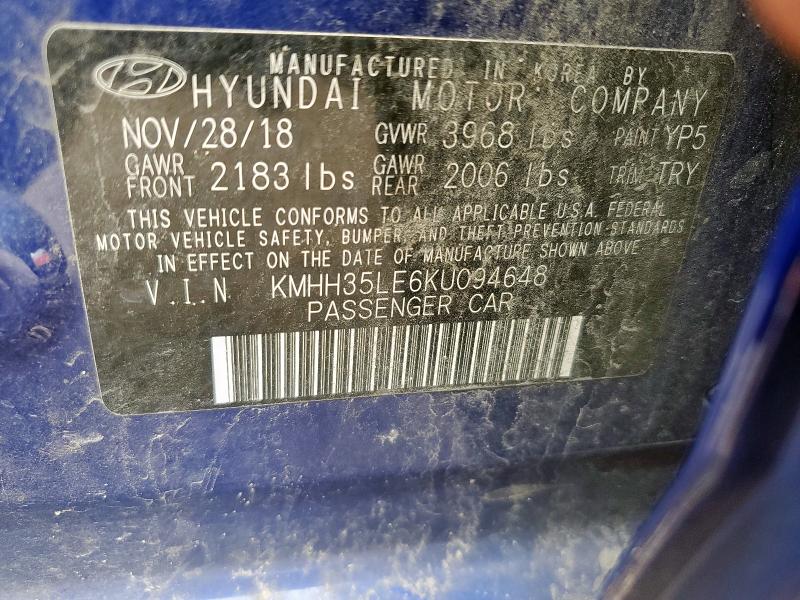 MANUFACTURED IN KOREA BY
HYUNDAI MOTOR COMPANY
NOV/28/18 GVWR 3968 lbs PAINT YP5
GAWR FRONT 2183 lbs GAWR REAR 2006 lbs TRIM TRY
THIS VEHICLE CONFORMS TO ALL APPLICABLE U.S.A. FEDERAL
MOTOR VEHICLE SAFETY, BUMPER, AND THEFT PREVENTION STANDARDS
IN EFFECT ON THE DATE OF MANUFACTURE SHOWN ABOVE
V.I.N KMHH35LE6KU094648
PASSENGER CAR